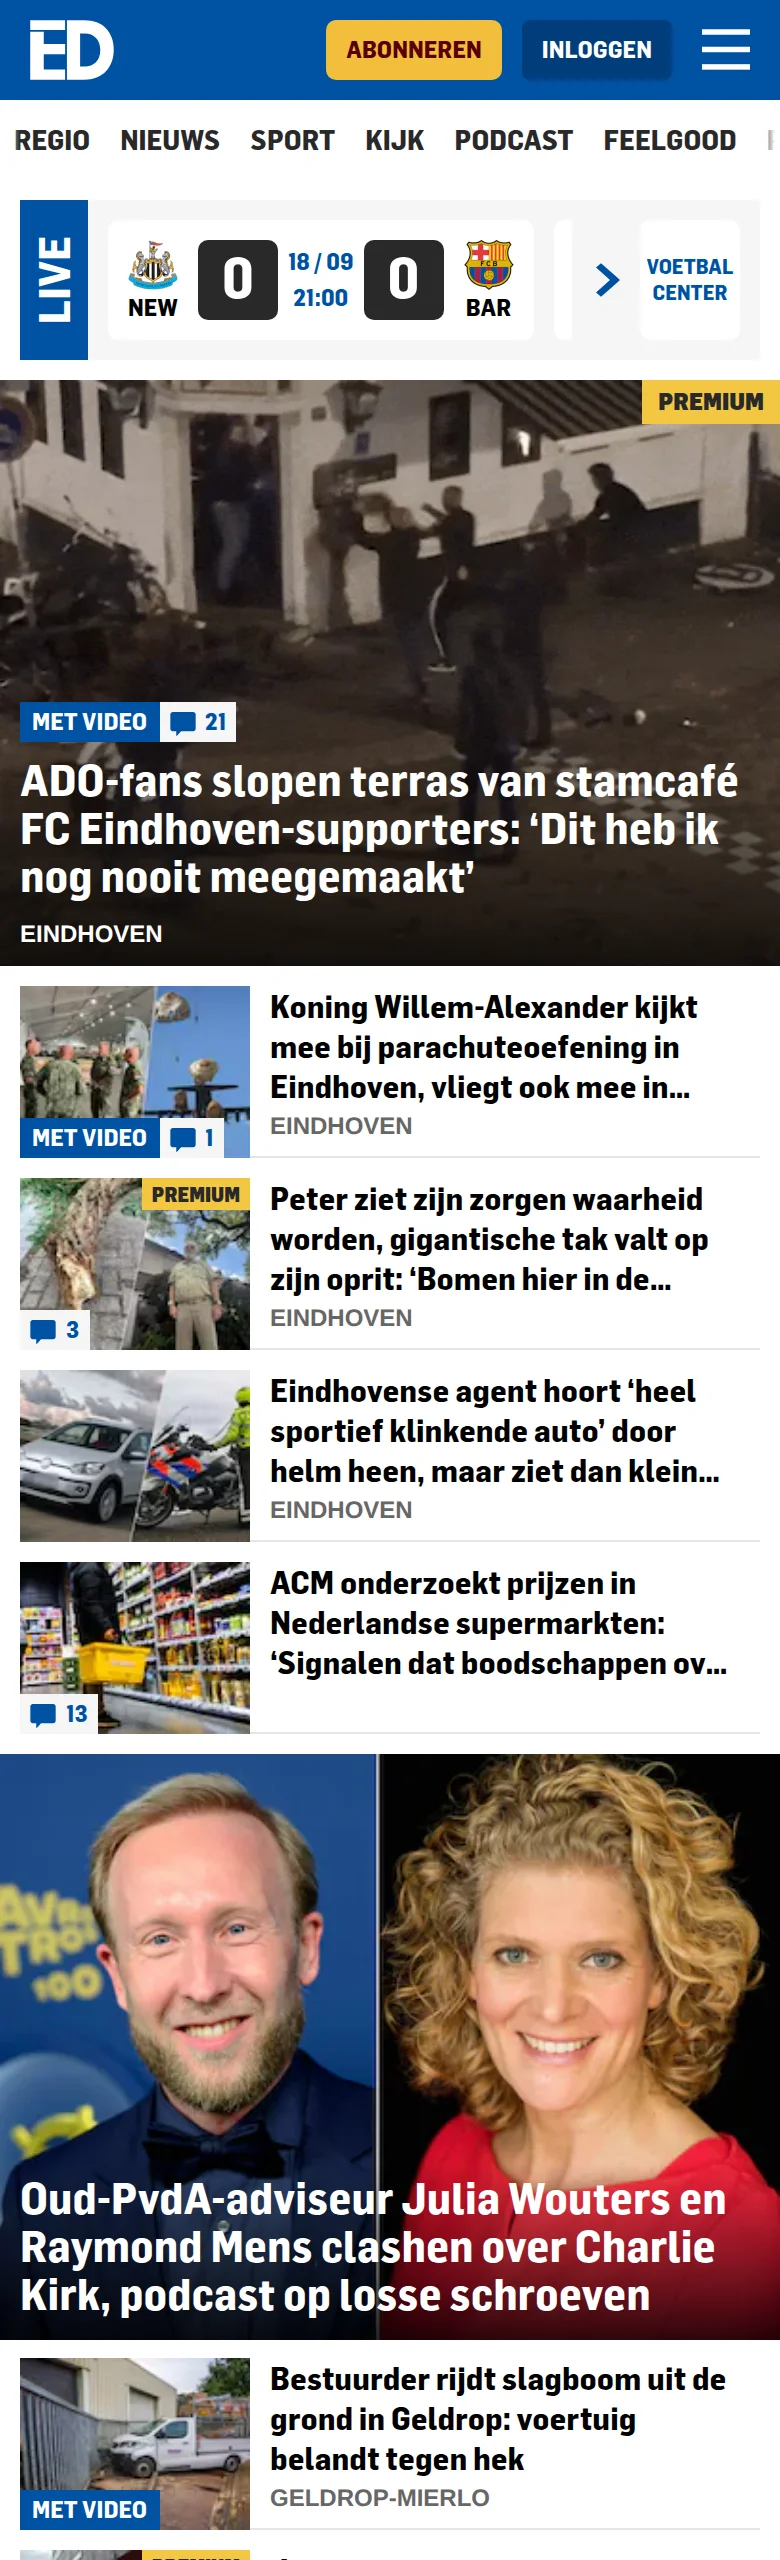 ED
ABONNEREN
INLOGGEN
REGIO NIEUWS SPORT KIJK PODCAST FEELGOOD
LIVE
NEW
0
18 / 09
21:00
0
FCB
BAR
VOETBAL
CENTER
PREMIUM
MET VIDEO 21
ADO-fans slopen terras van stamcafé
FC Eindhoven-supporters: ‘Dit heb ik
nog nooit meegemaakt’
EINDHOVEN
MET VIDEO 1
Koning Willem-Alexander kijkt
mee bij parachuteoefening in
Eindhoven, vliegt ook mee in...
EINDHOVEN
PREMIUM
3
Peter ziet zijn zorgen waarheid
worden, gigantische tak valt op
zijn oprit: ‘Bomen hier in de...
EINDHOVEN
Eindhovense agent hoort ‘heel
sportief klinkende auto’ door
helm heen, maar ziet dan klein...
EINDHOVEN
13
ACM onderzoekt prijzen in
Nederlandse supermarkten:
‘Signalen dat boodschappen ov...
100
Oud-PvdA-adviseur Julia Wouters en
Raymond Mens clashen over Charlie
Kirk, podcast op losse schroeven
MET VIDEO
Bestuurder rijdt slagboom uit de
grond in Geldrop: voertuig
belandt tegen hek
GELDROP-MIERLO